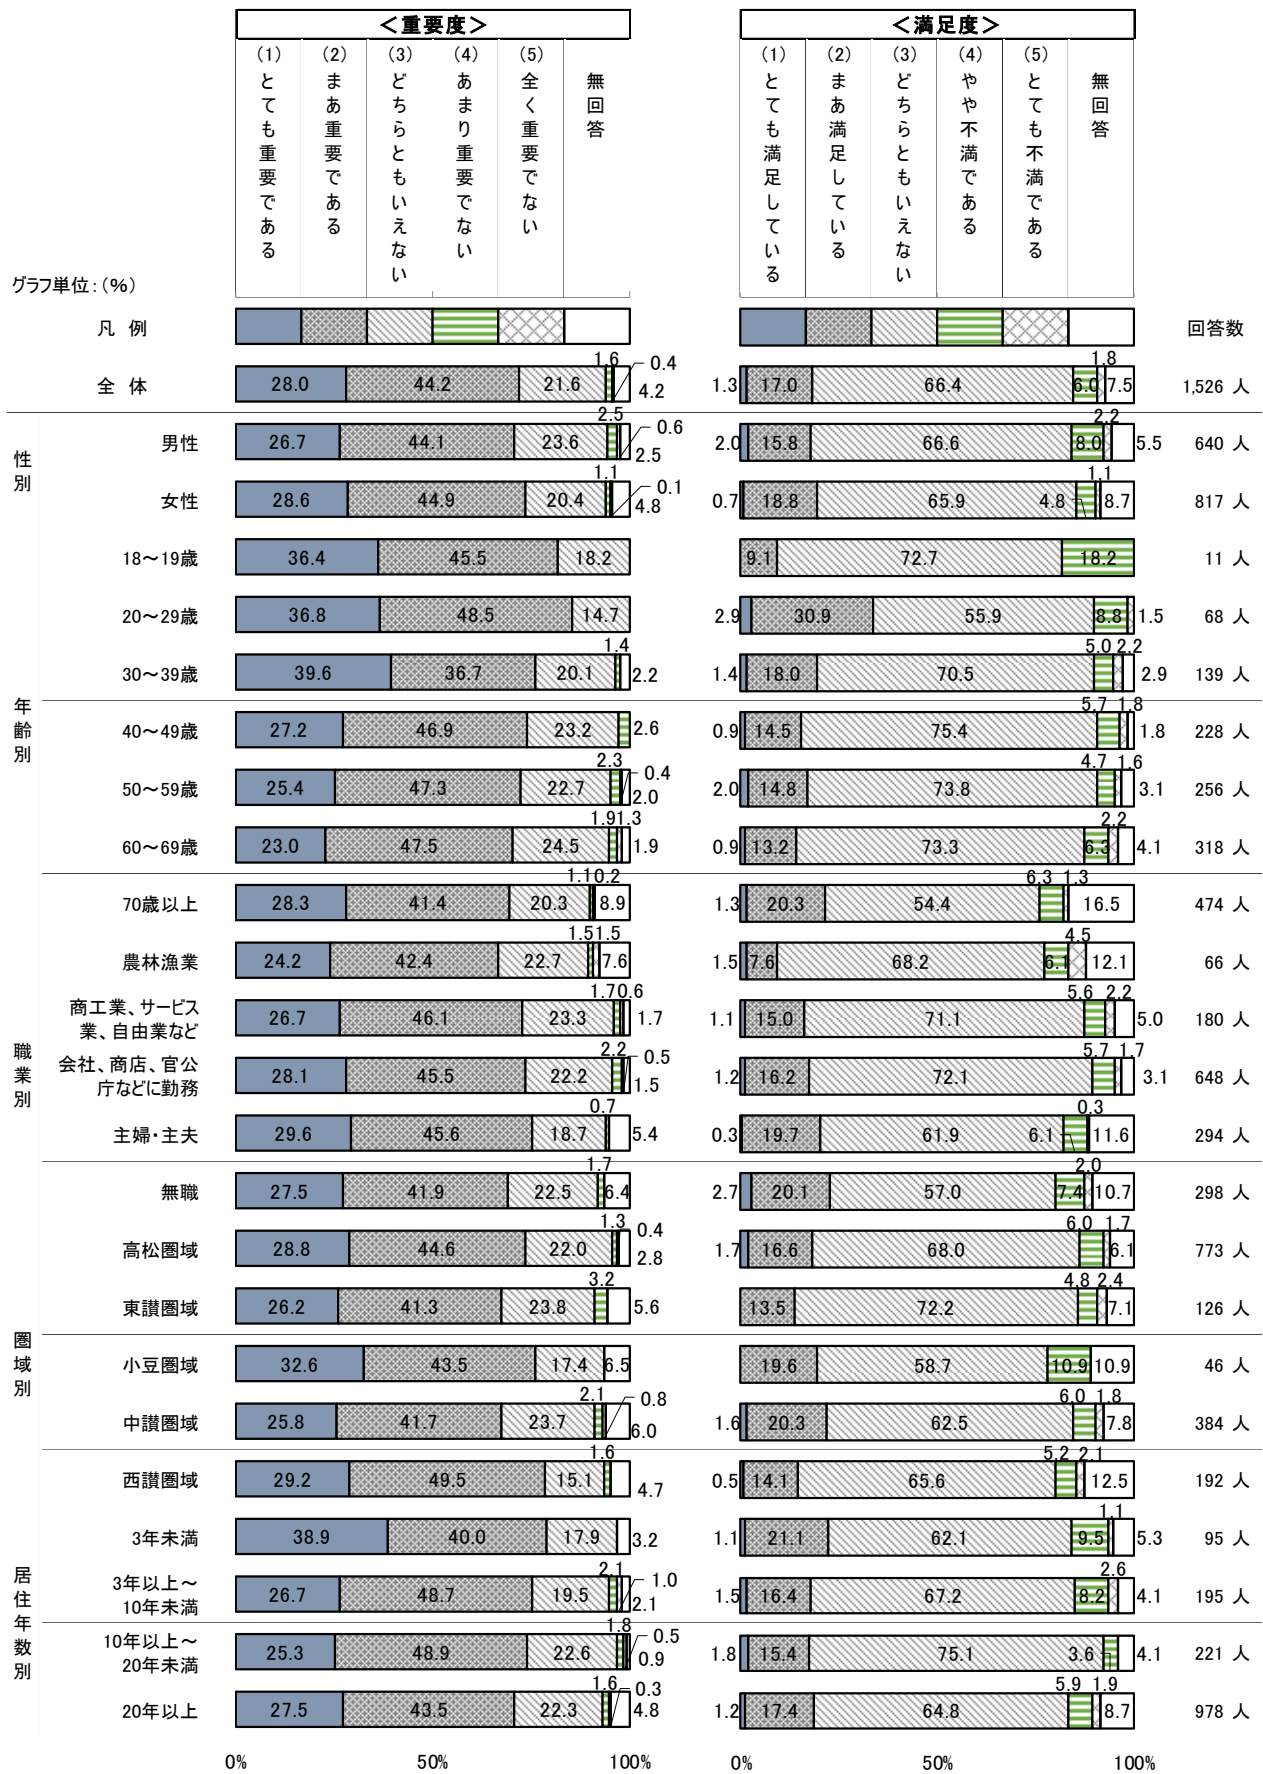 ＜重要度＞ ＜満足度＞
(1)とても重要である (2)まあ重要である (3)どちらともいえない (4)あまり重要でない (5)全く重要でない 無回答 (1)とても満足している (2)まあ満足している (3)どちらともいえない (4)やや不満である (5)とても不満である 無回答
グラフ単位：(％)
凡 例 回答数
全 体 28.0 44.2 21.6 1.6 0.4 4.2 1.3 17.0 66.4 6.0 1.8 7.5 1,526 人
性別
男性 26.7 44.1 23.6 2.5 0.6 2.5 2.0 15.8 66.6 8.0 2.2 5.5 640 人
女性 28.6 44.9 20.4 1.1 0.1 4.8 0.7 18.8 65.9 4.8 1.1 8.7 817 人
18～19歳 36.4 45.5 18.2 9.1 72.7 18.2 11 人
20～29歳 36.8 48.5 14.7 2.9 30.9 55.9 8.8 1.5 68 人
30～39歳 39.6 36.7 20.1 1.4 2.2 1.4 18.0 70.5 5.0 2.2 2.9 139 人
年齢別
40～49歳 27.2 46.9 23.2 2.6 0.9 14.5 75.4 5.7 1.8 1.8 228 人
50～59歳 25.4 47.3 22.7 2.3 0.4 2.0 2.0 14.8 73.8 4.7 1.6 3.1 256 人
60～69歳 23.0 47.5 24.5 1.9 1.3 1.9 0.9 13.2 73.3 6.3 2.2 4.1 318 人
70歳以上 28.3 41.4 20.3 1.1 0.2 8.9 1.3 20.3 54.4 6.3 1.3 16.5 474 人
農林漁業 24.2 42.4 22.7 1.5 1.5 7.6 1.5 7.6 68.2 6.1 4.5 12.1 66 人
商工業、サービス
業、自由業など 26.7 46.1 23.3 1.7 0.6 1.7 1.1 15.0 71.1 5.6 2.2 5.0 180 人
職業別
会社、商店、官公
庁などに勤務 28.1 45.5 22.2 2.2 0.5 1.5 1.2 16.2 72.1 5.7 1.7 3.1 648 人
主婦・主夫 29.6 45.6 18.7 0.7 5.4 0.3 19.7 61.9 6.1 0.3 11.6 294 人
無職 27.5 41.9 22.5 1.7 6.4 2.7 20.1 57.0 7.4 2.0 10.7 298 人
高松圏域 28.8 44.6 22.0 1.3 0.4 2.8 1.7 16.6 68.0 6.0 1.7 6.1 773 人
東讃圏域 26.2 41.3 23.8 3.2 5.6 13.5 72.2 4.8 2.4 7.1 126 人
圏域別
小豆圏域 32.6 43.5 17.4 6.5 19.6 58.7 10.9 10.9 46 人
中讃圏域 25.8 41.7 23.7 2.1 0.8 6.0 1.6 20.3 62.5 6.0 1.8 7.8 384 人
西讃圏域 29.2 49.5 15.1 1.6 4.7 0.5 14.1 65.6 5.2 2.1 12.5 192 人
3年未満 38.9 40.0 17.9 3.2 1.1 21.1 62.1 9.5 1.1 5.3 95 人
居住年数別
3年以上～
10年未満 26.7 48.7 19.5 2.1 1.0 2.1 1.5 16.4 67.2 8.2 2.6 4.1 195 人
10年以上～
20年未満 25.3 48.9 22.6 1.8 0.5 0.9 1.8 15.4 75.1 3.6 4.1 221 人
20年以上 27.5 43.5 22.3 1.6 0.3 4.8 1.2 17.4 64.8 5.9 1.9 8.7 978 人
0% 50% 100% 0% 50% 100%